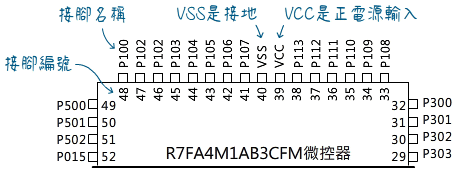 接腳名稱 VSS是接地 VCC是正電源輸入
P100 P102 P102 P103 P104 P105 P106 P107 VSS VCC P113 P112 P111 P110 P109 P108
接腳編號
48 47 46 45 44 43 42 41 40 39 38 37 36 35 34 33
P500 49 32 P300
P501 50 31 P301
P502 51 30 P302
P015 52 29 P303
R7FA4M1AB3CFM微控器